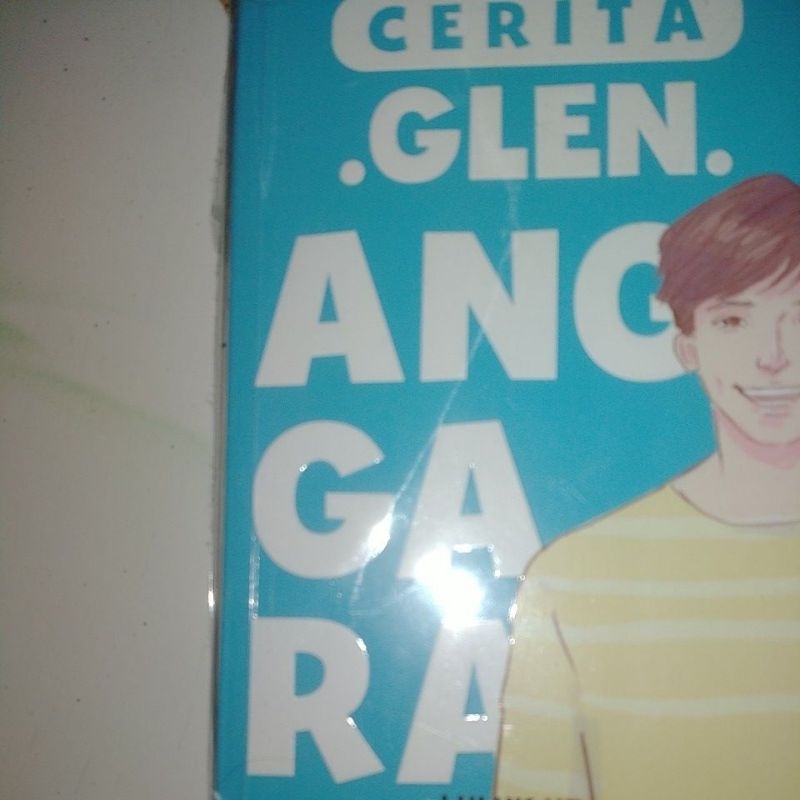 CERITA
.GLEN.
ANG
GA
RA